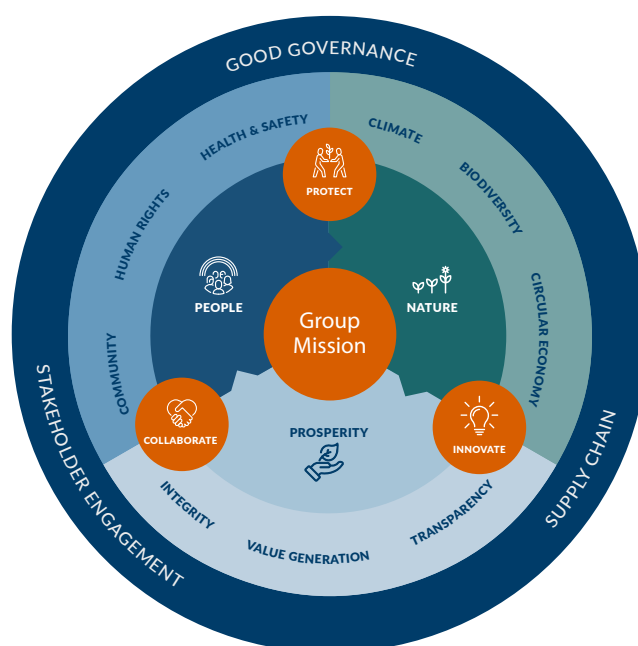 GOOD GOVERNANCE
HEALTH & SAFETY
CLIMATE
HUMAN RIGHTS
BIODIVERSITY
PROTECT
PEOPLE
NATURE
Group
Mission
COMMUNITY
CIRCULAR ECONOMY
COLLABORATE
PROSPERITY
INNOVATE
INTEGRITY
VALUE GENERATION
TRANSPARENCY
STAKEHOLDER ENGAGEMENT
SUPPLY CHAIN